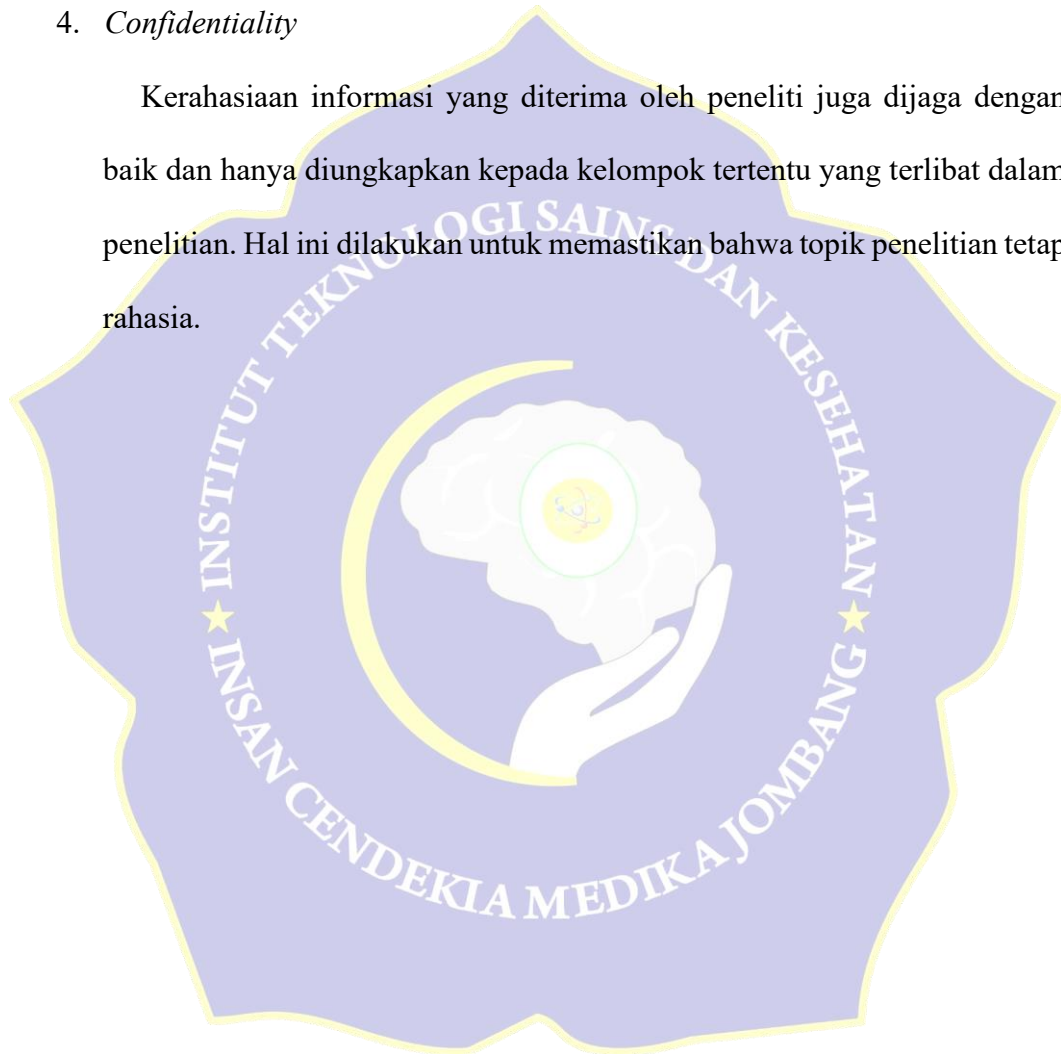 4. Confidentiality
Kerahasiaan informasi yang diterima oleh peneliti juga dijaga dengan
baik dan hanya diungkapkan kepada kelompok tertentu yang terlibat dalam
penelitian. Hal ini dilakukan untuk memastikan bahwa topik penelitian tetap
rahasia.
INSTITUT TEKNOLOGI SAINS DAN KESEHATAN
INSAN CENDEKIA MEDIKA JOMBANG